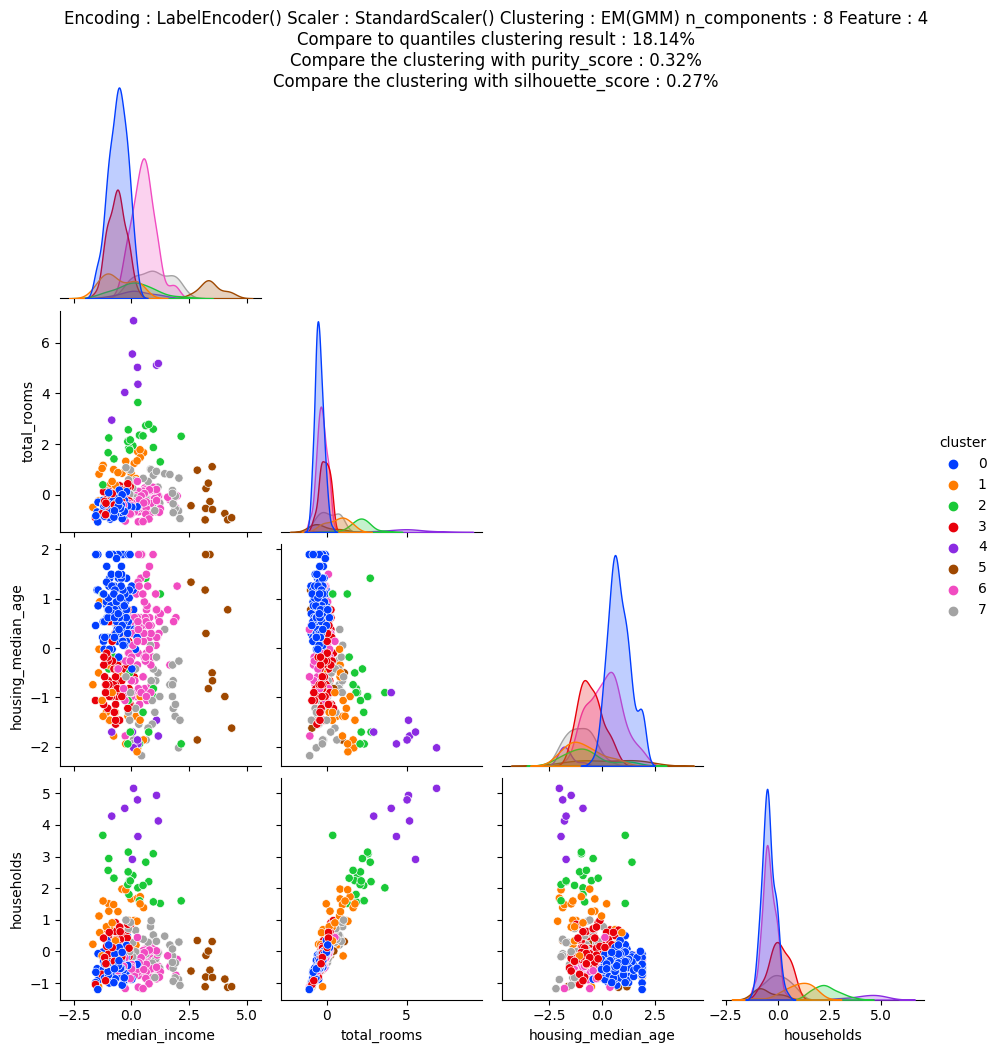 Encoding : LabelEncoder() Scaler : StandardScaler() Clustering : EM(GMM) n_components : 8 Feature : 4
Compare to quantiles clustering result : 18.14%
Compare the clustering with purity_score : 0.32%
Compare the clustering with silhouette_score : 0.27%
total_rooms
6
4
2
0
cluster
0
1
2
3
4
5
6
7
housing_median_age
2
1
0
−1
−2
households
5
4
3
2
1
0
−1
−2.5 0.0 2.5 5.0
0 5
−2.5 0.0 2.5
−2.5 0.0 2.5 5.0
median_income total_rooms housing_median_age households